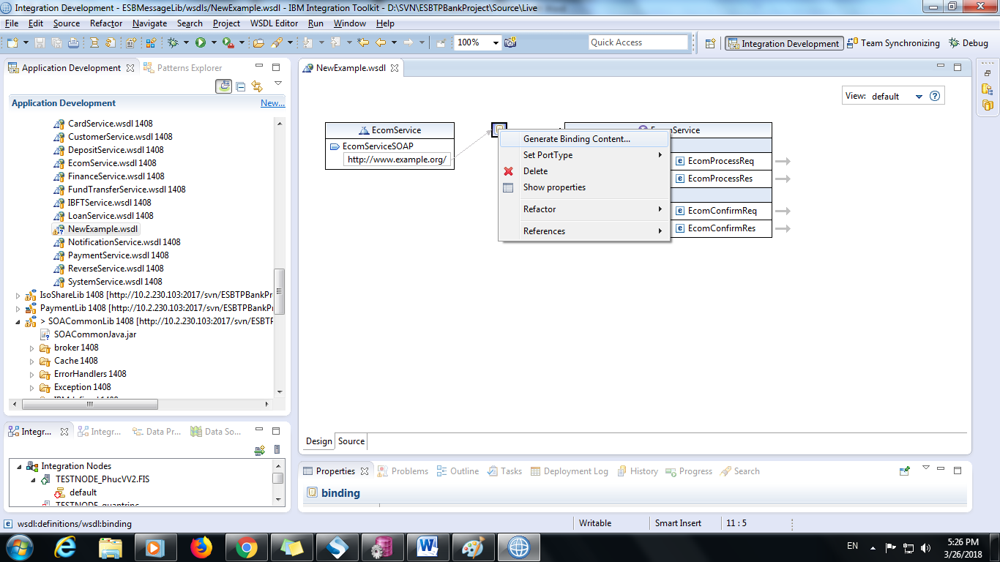 Integration Development - ESBMessageLib/wsdls/NewExample.wsdl - IBM Integration Toolkit - D:\SVN\ESBTPBankProject\Source\Live
File Edit Source Refactor Navigate Search Project WSDL Editor Run Window Help
100% Quick Access Integration Development Team Synchronizing Debug
Application Development Patterns Explorer
Application Development New...
CardService.wsdl 1408
CustomerService.wsdl 1408
DepositService.wsdl 1408
EcomService.wsdl 1408
FinanceService.wsdl 1408
FundTransferService.wsdl 1408
IBFTService.wsdl 1408
LoanService.wsdl 1408
NewExample.wsdl
NotificationService.wsdl 1408
PaymentService.wsdl 1408
ReverseService.wsdl 1408
SystemService.wsdl 1408
IsoShareLib 1408 [http://10.2.230.103:2017/svn/ESBTPBankPr
PaymentLib 1408 [http://10.2.230.103:2017/svn/ESBTPBankPr
> SOACommonLib 1408 [http://10.2.230.103:2017/svn/ESBTP
SOACommonJava.jar
broker 1408
Cache 1408
ErrorHandlers 1408
Exception 1408
Integr... Integr... Data Pr... Data So...
Integration Nodes
TESTNODE_PhucVV2.FIS
default
NewExample.wsdl
View: default
EcomService
EcomServiceSOAP
http://www.example.org/
Generate Binding Content...
Set PortType
Delete
Show properties
Refactor
References
EcomProcessReq
EcomProcessRes
EcomConfirmReq
EcomConfirmRes
Design Source
Properties Problems Outline Tasks Deployment Log History Progress Search
binding
wsdl:definitions/wsdl:binding Writable Smart Insert 11 : 5
EN 5:26 PM
3/26/2018